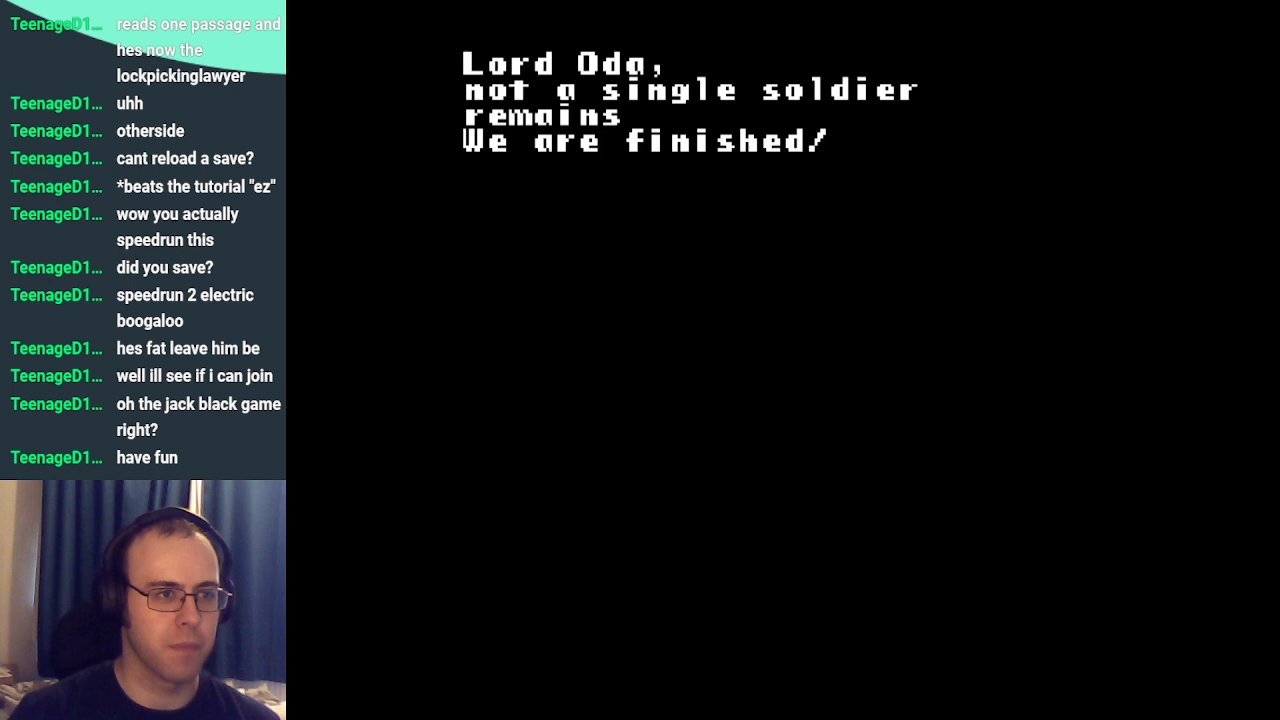 TeenageD1... reads one passage and
hes now the
lockpickinglawyer
TeenageD1... uhh
TeenageD1... otherside
TeenageD1... cant reload a save?
TeenageD1... *beats the tutorial "ez"
TeenageD1... wow you actually
speedrun this
TeenageD1... did you save?
TeenageD1... speedrun 2 electric
boogaloo
TeenageD1... hes fat leave him be
TeenageD1... well ill see if i can join
TeenageD1... oh the jack black game
right?
TeenageD1... have fun
Lord Oda,
not a single soldier
remains
We are finished!